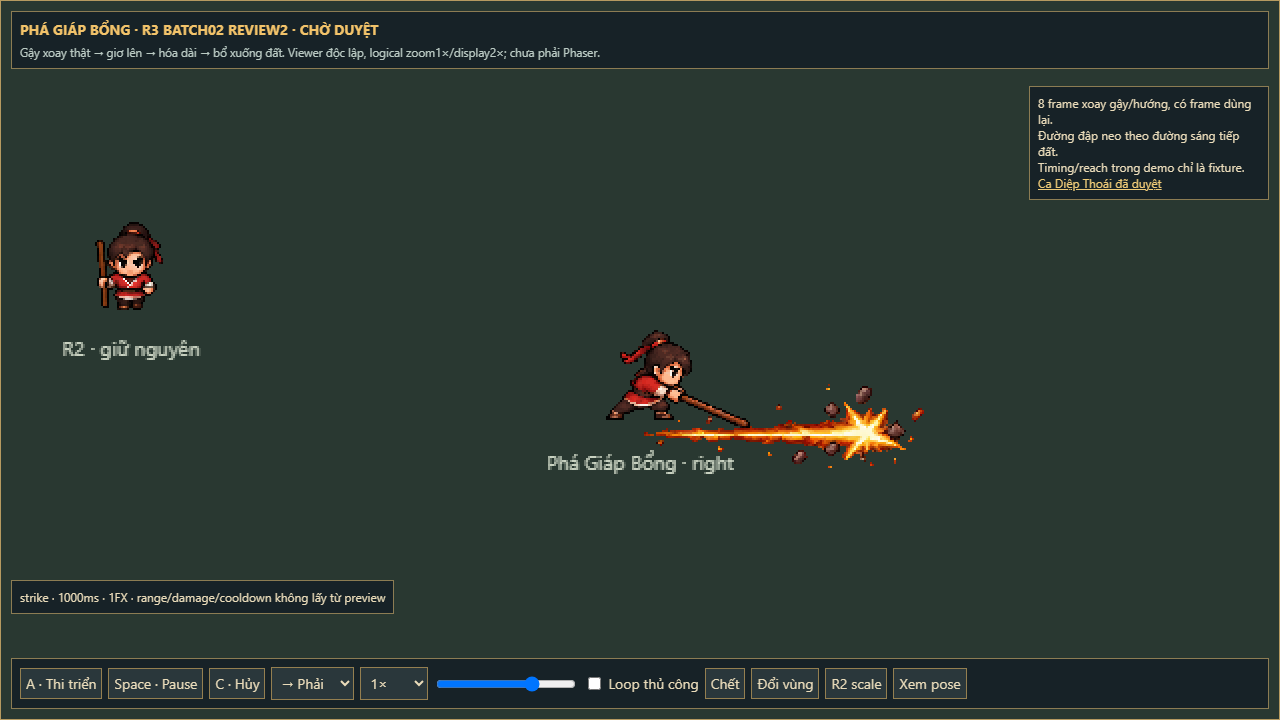 PHÁ GIÁP BỔNG · R3 BATCH02 REVIEW2 · CHỜ DUYỆT
Gậy xoay thật → giơ lên → hóa dài → bổ xuống đất. Viewer độc lập, logical zoom1×/display2×; chưa phải Phaser.
8 frame xoay gậy/hướng, có frame dùng
lại.
Đường đập neo theo đường sáng tiếp
đất.
Timing/reach trong demo chỉ là fixture.
Ca Diệp Thoái đã duyệt
R2 · giữ nguyên
Phá Giáp Bổng · right
strike · 1000ms · 1FX · range/damage/cooldown không lấy từ preview
A · Thi triển
Space · Pause
C · Hủy
→ Phải
1×
Loop thủ công
Chết
Đổi vùng
R2 scale
Xem pose